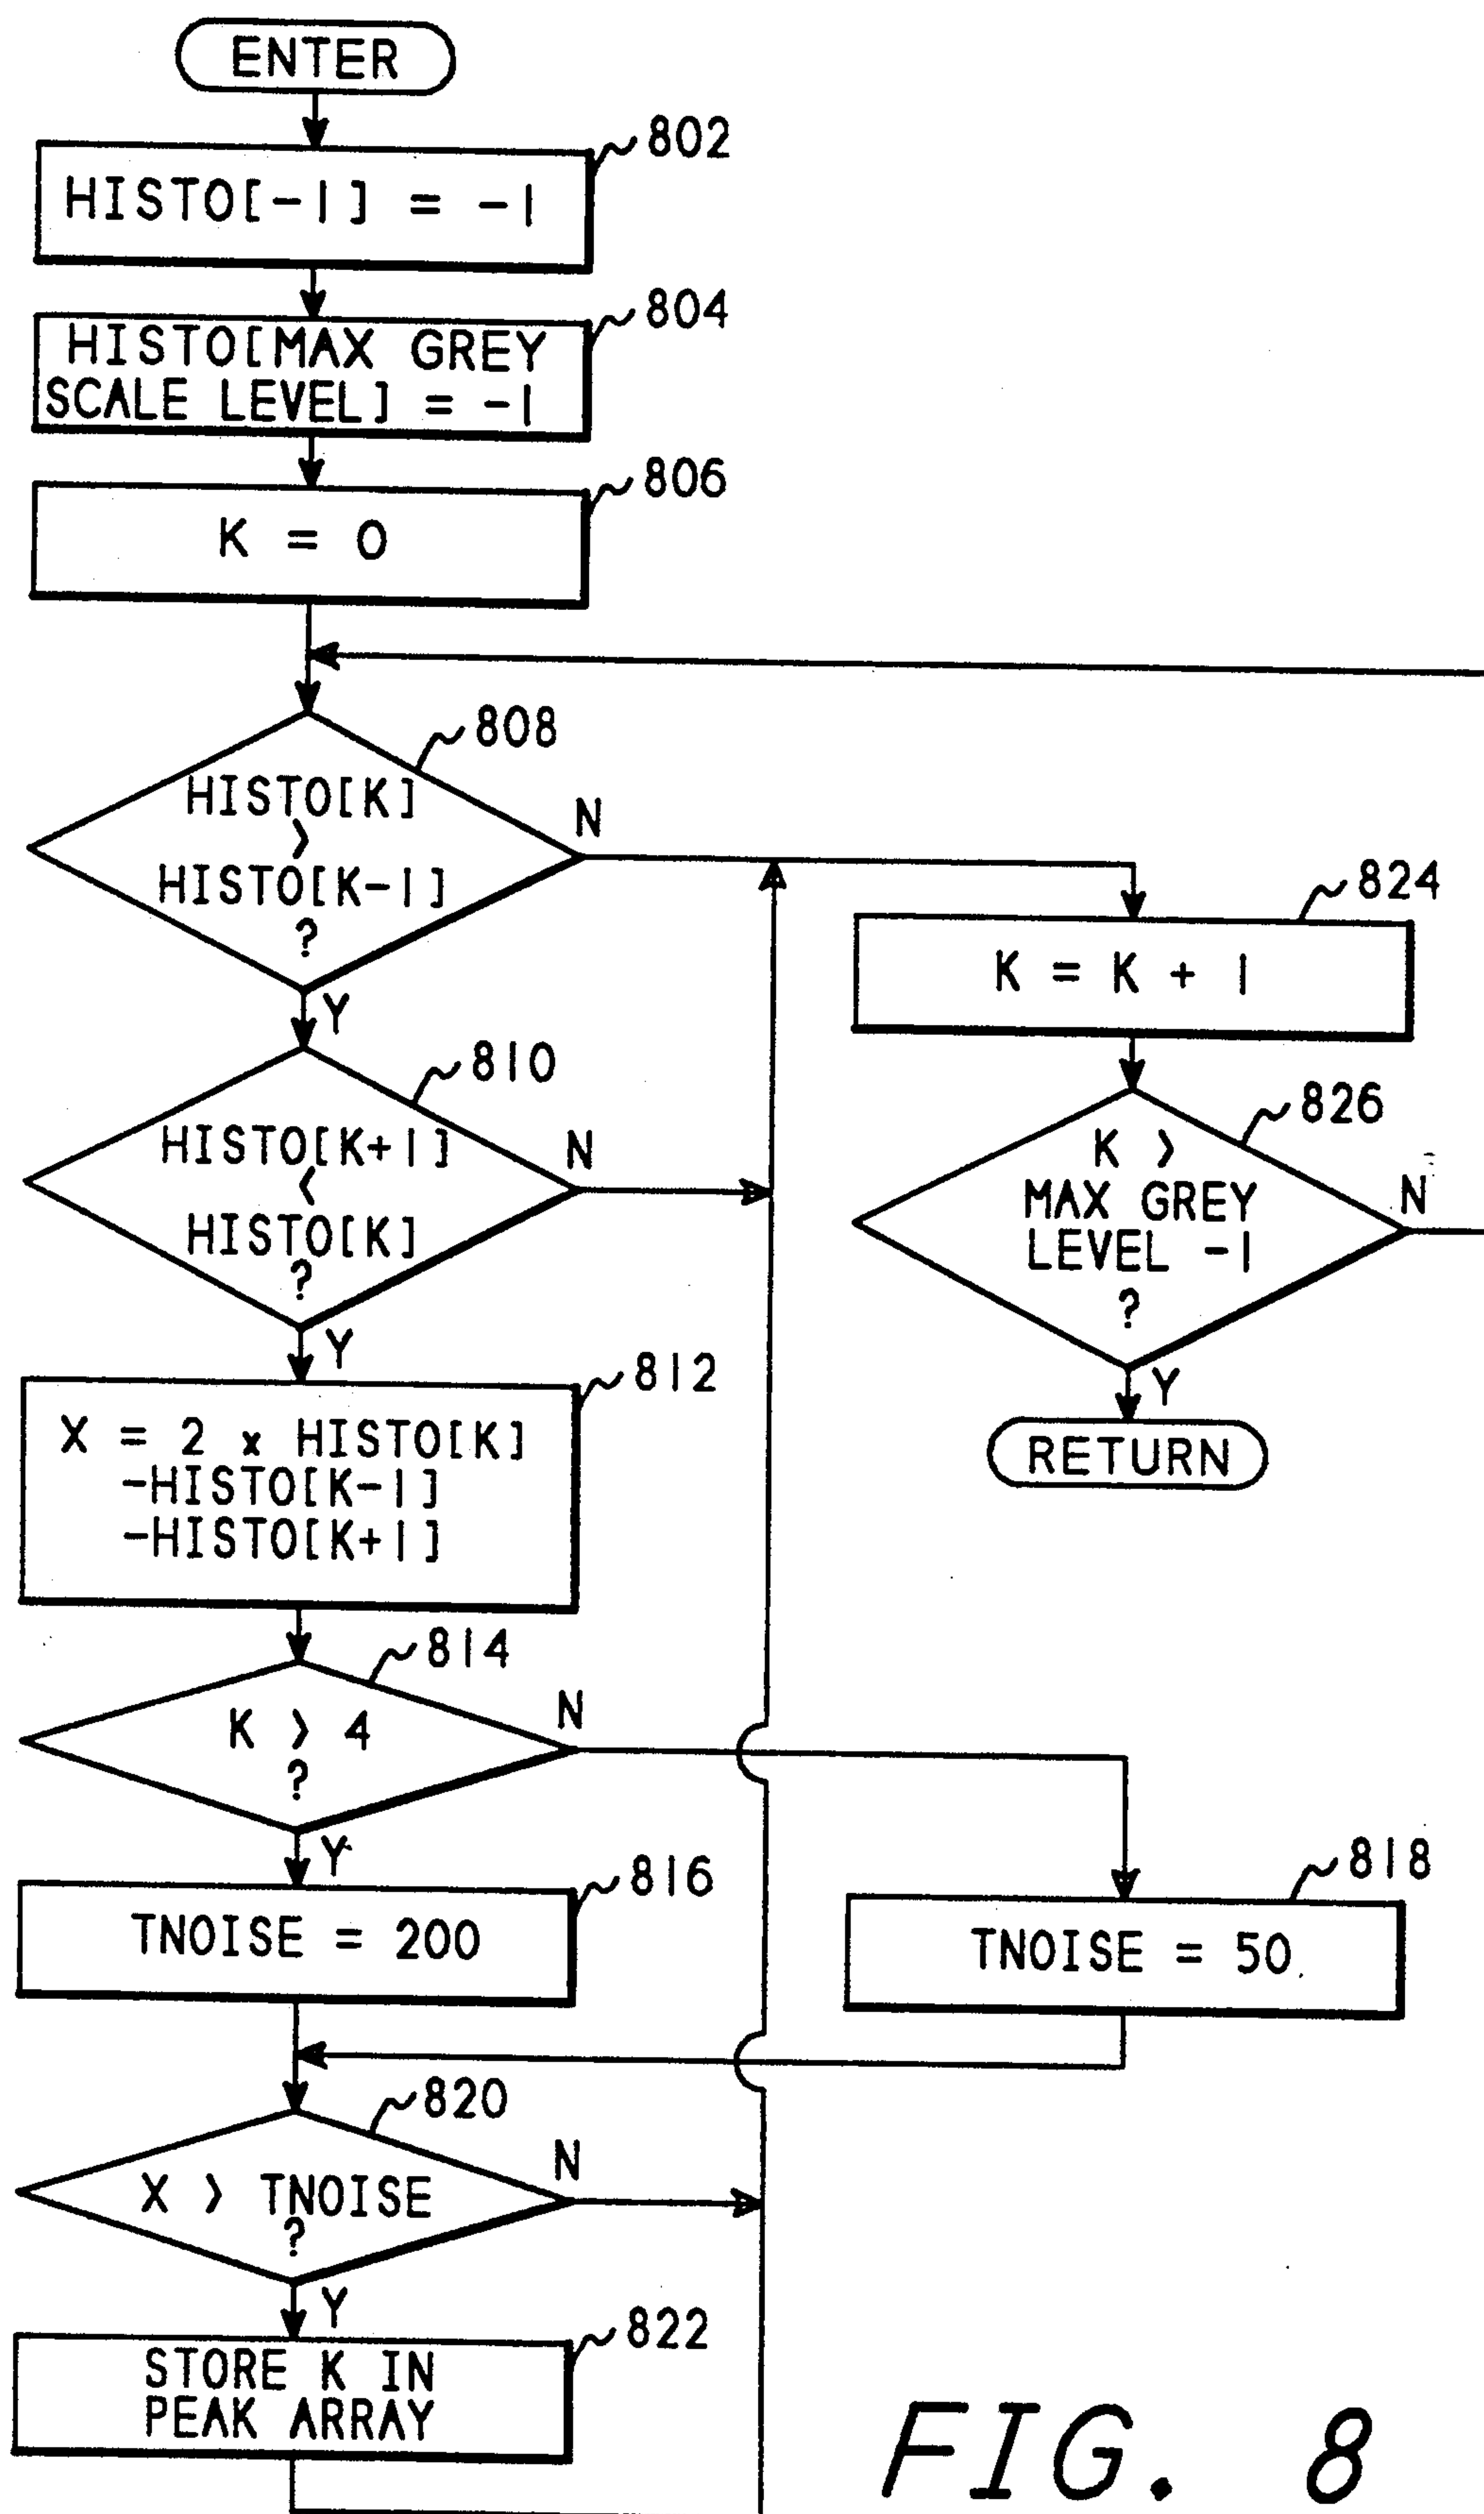 ENTER
802
HISTO[-1] = -1
804
HISTO[MAX GREY
SCALE LEVEL] = -1
806
K = 0
808
HISTO[K]
>
HISTO[K-1]
?
N
Y
824
K = K + 1
810
HISTO[K+1]
<
HISTO[K]
?
N
Y
826
K >
MAX GREY
LEVEL -1
?
N
Y
RETURN
812
X = 2 x HISTO[K]
-HISTO[K-1]
-HISTO[K+1]
814
K > 4
?
N
Y
816
TNOISE = 200
818
TNOISE = 50
820
X > TNOISE
?
N
Y
822
STORE K IN
PEAK ARRAY
FIG. 8